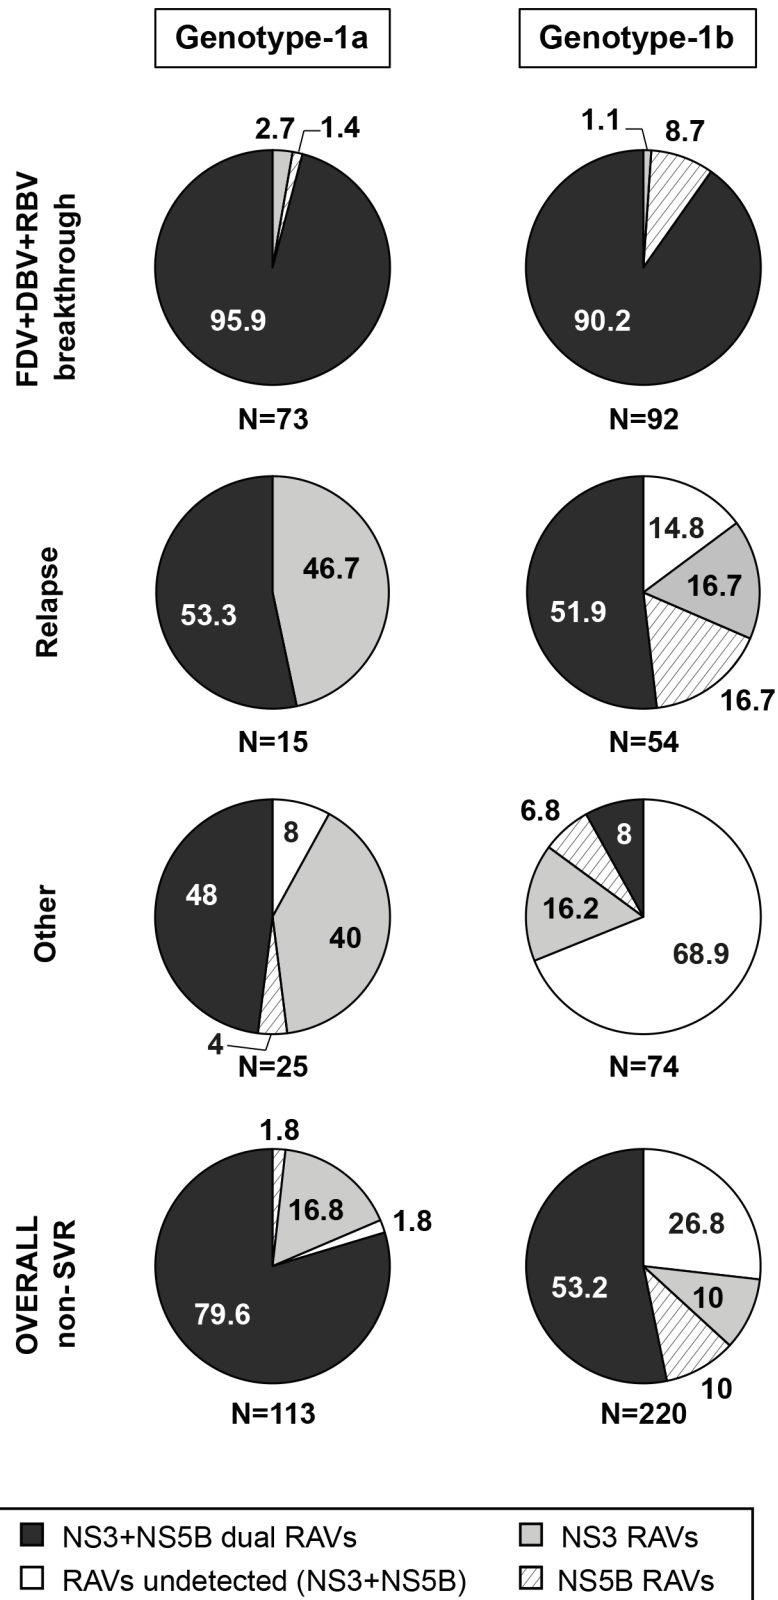 Genotype-1a
Genotype-1b
FDV+DBV+RBV
breakthrough
2.7
1.4
95.9
N=73
1.1
8.7
90.2
N=92
Relapse
46.7
53.3
N=15
14.8
16.7
51.9
16.7
N=54
Other
8
48
40
4
N=25
6.8
8
16.2
68.9
N=74
OVERALL
non-SVR
1.8
16.8
1.8
79.6
N=113
26.8
53.2
10
10
N=220
NS3+NS5B dual RAVs
NS3 RAVs
RAVs undetected (NS3+NS5B)
NS5B RAVs